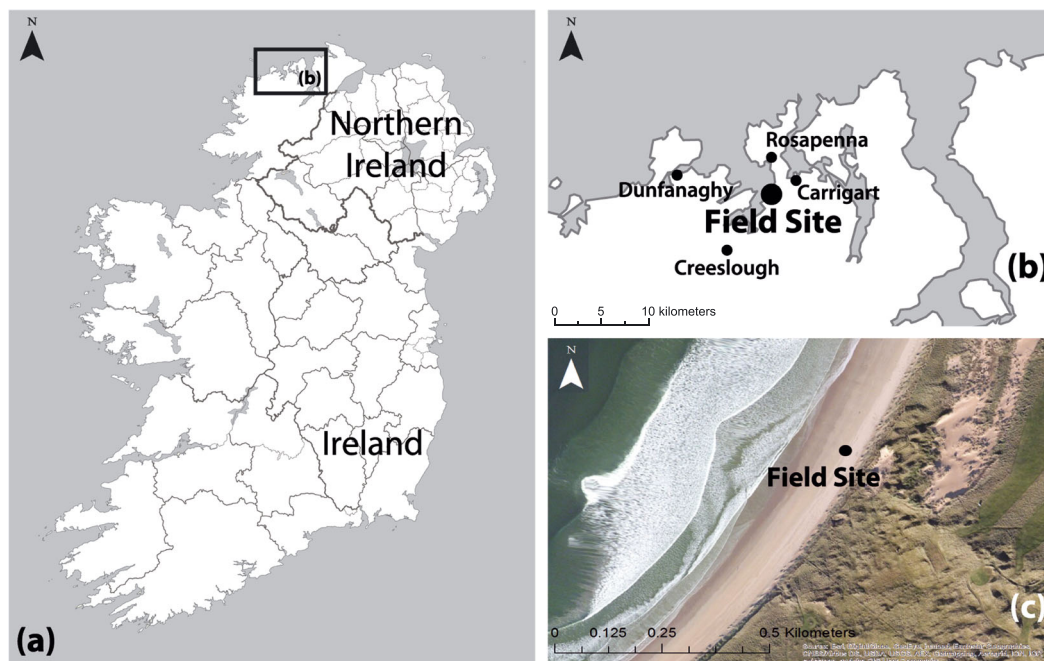 N
(b)
Northern
Ireland
Ireland
(a)
N
Rosapenna
Dunfanaghy
Carrigart
Field Site
Creeslough
(b)
0 5 10 kilometers
N
Field Site
(c)
0 0.125 0.25 0.5 Kilometers